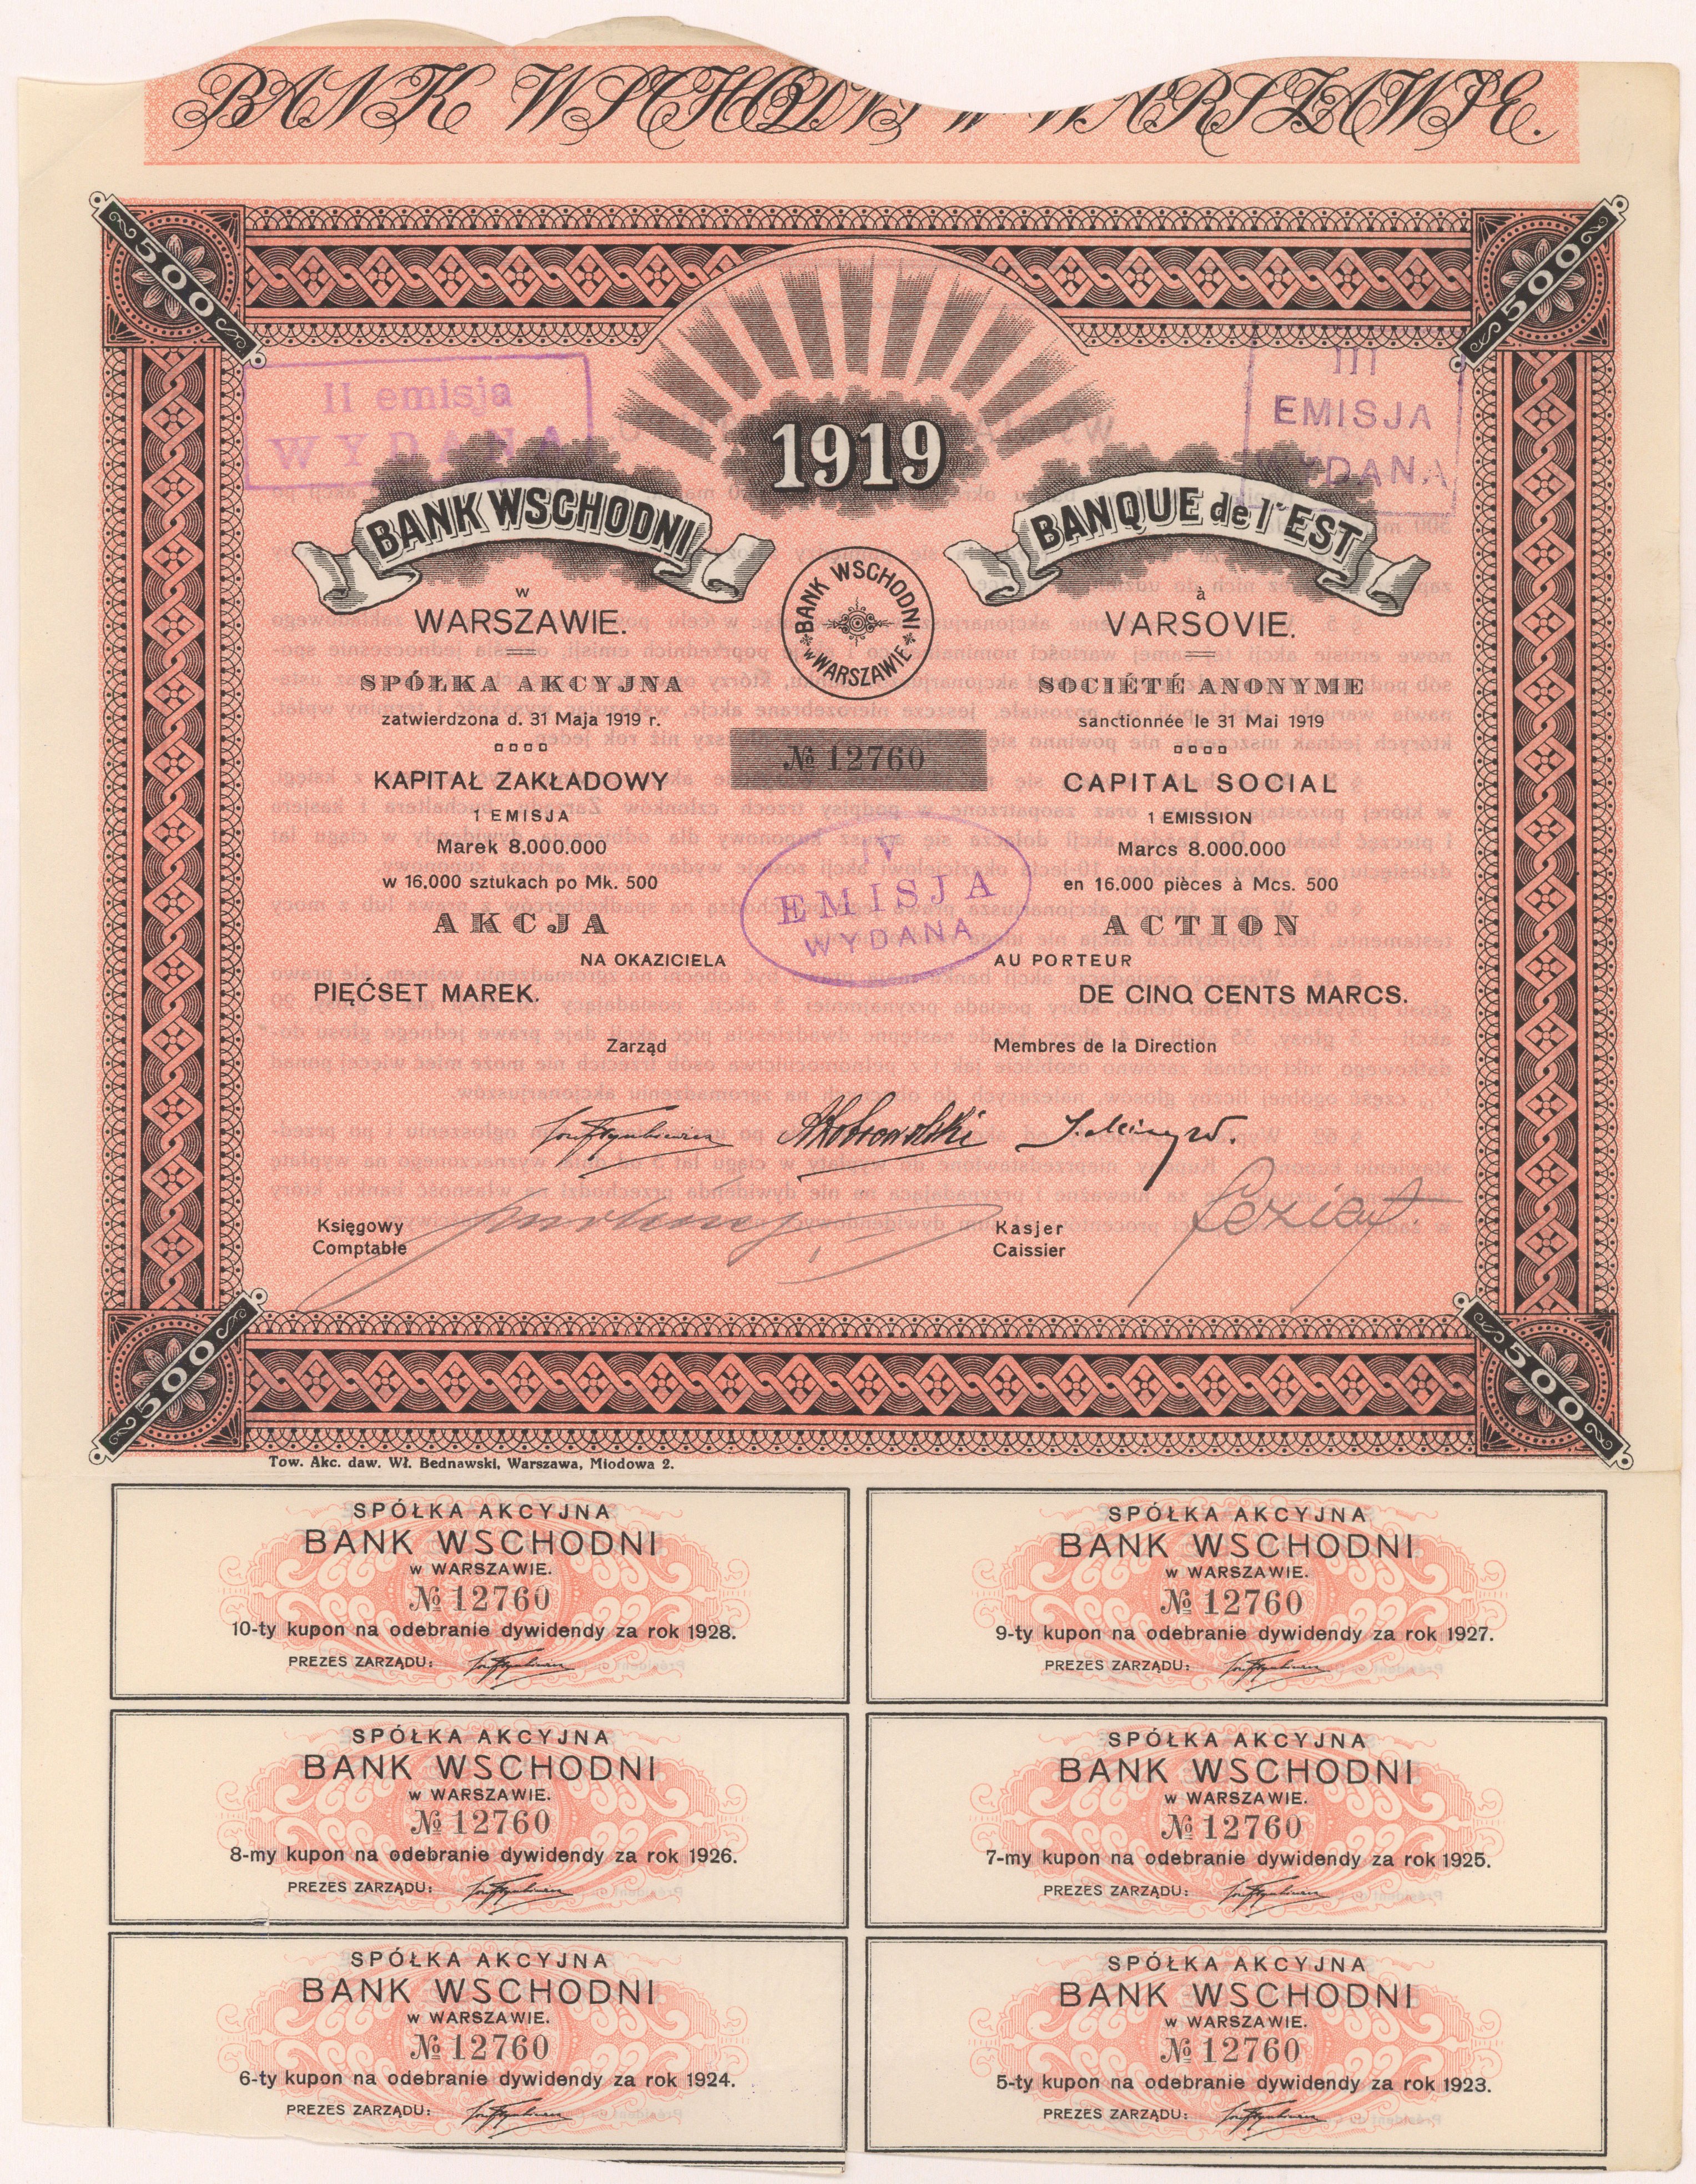 BANK WSCHODNI w WARSZAWIE.
500
500
II emisja
WYDANA
III
EMISJA
WYDANA
1919
BANK WSCHODNI
w
WARSZAWIE.
SPÓŁKA AKCYJNA
zatwierdzona d. 31 Maja 1919 r.
KAPITAŁ ZAKŁADOWY
1 EMISJA
Marek 8.000.000
w 16.000 sztukach po Mk. 500
AKCJA
NA OKAZICIELA
PIĘĆSET MAREK.
BANK WSCHODNI
w WARSZAWIE
№ 12760
IV
EMISJA
WYDANA
BANQUE de l'EST
à
VARSOVIE.
SOCIÉTÉ ANONYME
sanctionnée le 31 Mai 1919
CAPITAL SOCIAL
1 EMISSION
Marcs 8.000.000
en 16.000 pièces à Mcs. 500
ACTION
AU PORTEUR
DE CINQ CENTS MARCS.
Zarząd
Membres de la Direction
Księgowy
Comptable
Kasjer
Caissier
500
500
Tow. Akc. daw. Wł. Bednawski, Warszawa, Miodowa 2.
SPÓŁKA AKCYJNA
BANK WSCHODNI
w WARSZAWIE.
№ 12760
10-ty kupon na odebranie dywidendy za rok 1928.
PREZES ZARZĄDU:
SPÓŁKA AKCYJNA
BANK WSCHODNI
w WARSZAWIE.
№ 12760
9-ty kupon na odebranie dywidendy za rok 1927.
PREZES ZARZĄDU:
SPÓŁKA AKCYJNA
BANK WSCHODNI
w WARSZAWIE.
№ 12760
8-my kupon na odebranie dywidendy za rok 1926.
PREZES ZARZĄDU:
SPÓŁKA AKCYJNA
BANK WSCHODNI
w WARSZAWIE.
№ 12760
7-my kupon na odebranie dywidendy za rok 1925.
PREZES ZARZĄDU:
SPÓŁKA AKCYJNA
BANK WSCHODNI
w WARSZAWIE.
№ 12760
6-ty kupon na odebranie dywidendy za rok 1924.
PREZES ZARZĄDU:
SPÓŁKA AKCYJNA
BANK WSCHODNI
w WARSZAWIE.
№ 12760
5-ty kupon na odebranie dywidendy za rok 1923.
PREZES ZARZĄDU: